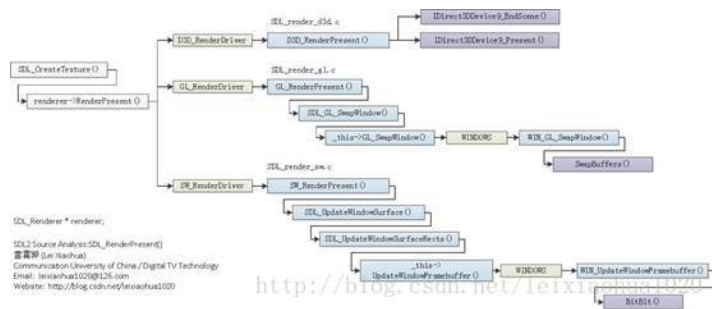 SDL_render_d3d.c
IDirect3DDevice9_EndScene()
D3D_RenderDriver
D3D_RenderPresent()
IDirect3DDevice9_Present()
SDL_CreateTexture()
SDL_render_gl.c
GL_RenderDriver
GL_RenderPresent()
renderer->RenderPresent()
SDL_GL_SwapWindow()
_this->GL_SwapWindow()
WINDOWS
WIN_GL_SwapWindow()
SwapBuffers()
SDL_render_sw.c
SW_RenderDriver
SW_RenderPresent()
SDL_UpdateWindowSurface()
SDL_UpdateWindowSurfaceRects()
_this->
UpdateWindowFramebuffer()
WINDOWS
WIN_UpdateWindowFramebuffer()
BitBlt()
SDL_Renderer * renderer;
SDL2 Source Analysis:SDL_RenderPresent()
雷霄骅 (Lei Xiaohua)
Communication University of China / Digital TV Technology
Email: leixiaohua1020@126.com
Website: http://blog.csdn.net/leixiaohua1020
http://blog.csdn.net/leixiaohua1020